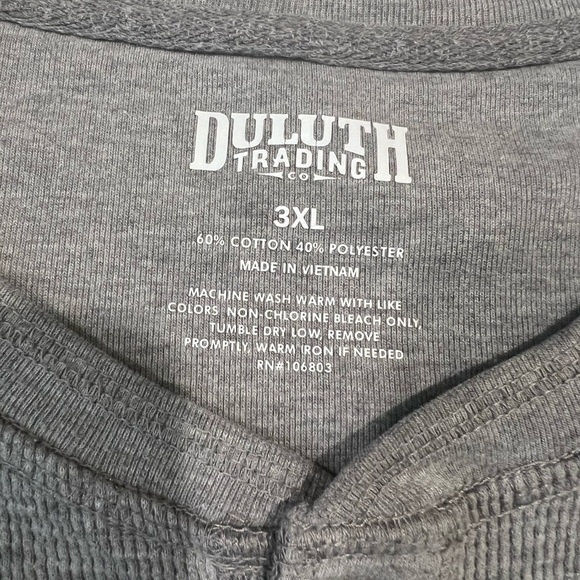 DULUTH
TRADING
CO
3XL
60% COTTON 40% POLYESTER
MADE IN VIETNAM
MACHINE WASH WARM WITH LIKE
COLORS, NON-CHLORINE BLEACH ONLY,
TUMBLE DRY LOW, REMOVE
PROMPTLY, WARM IRON IF NEEDED
RN#106803